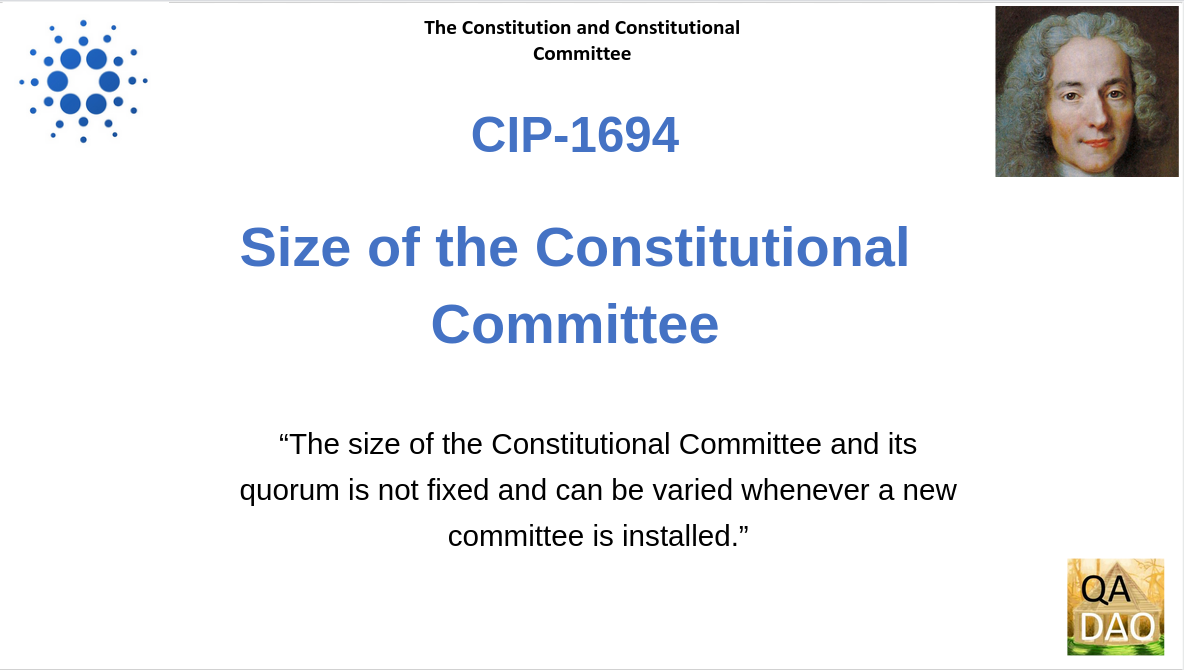 The Constitution and Constitutional
Committee
CIP-1694
Size of the Constitutional
Committee
“The size of the Constitutional Committee and its
quorum is not fixed and can be varied whenever a new
committee is installed.”
QA
DAO